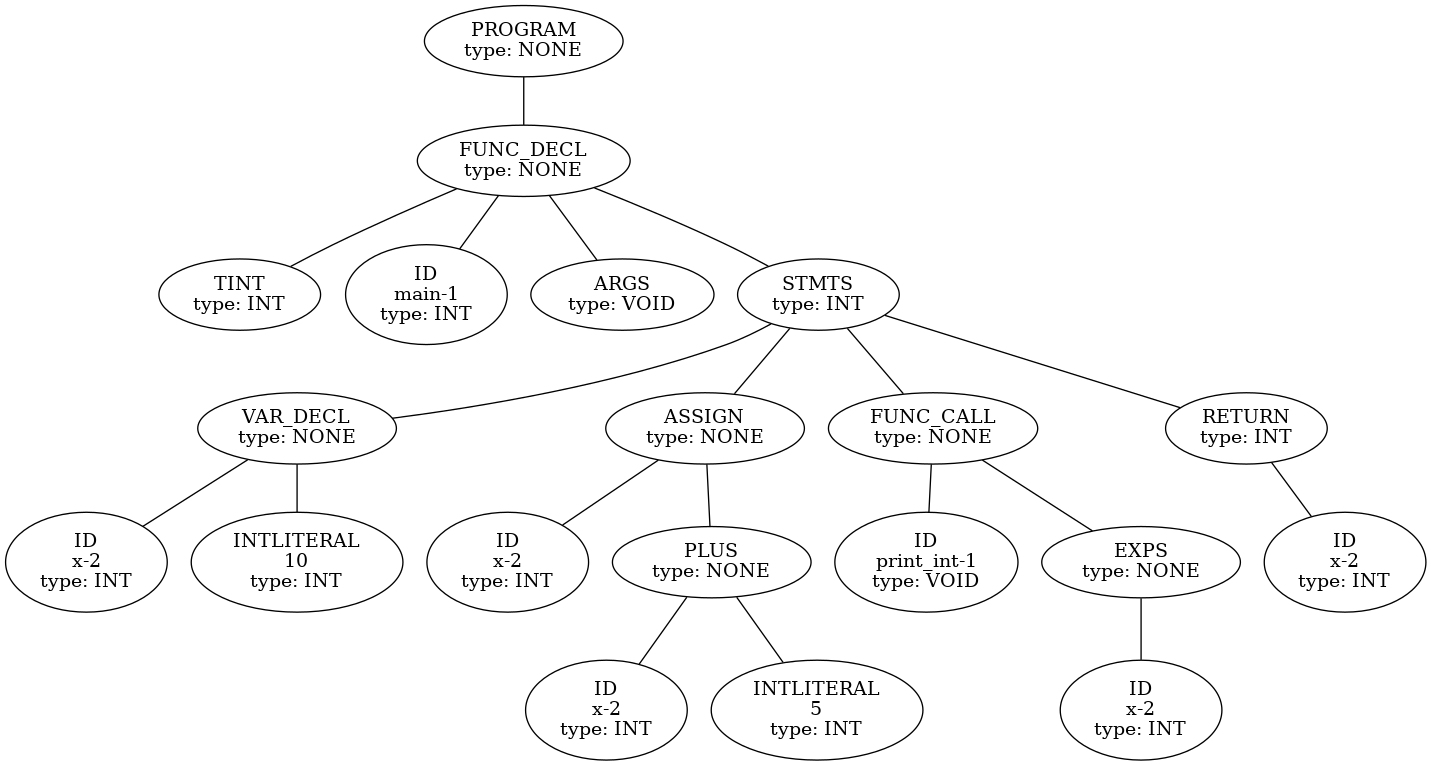 PROGRAM
type: NONE
FUNC_DECL
type: NONE
TINT
type: INT
ID
main-1
type: INT
ARGS
type: VOID
STMTS
type: INT
VAR_DECL
type: NONE
ASSIGN
type: NONE
FUNC_CALL
type: NONE
RETURN
type: INT
ID
x-2
type: INT
INTLITERAL
10
type: INT
ID
x-2
type: INT
PLUS
type: NONE
ID
print_int-1
type: VOID
EXPS
type: NONE
ID
x-2
type: INT
ID
x-2
type: INT
INTLITERAL
5
type: INT
ID
x-2
type: INT